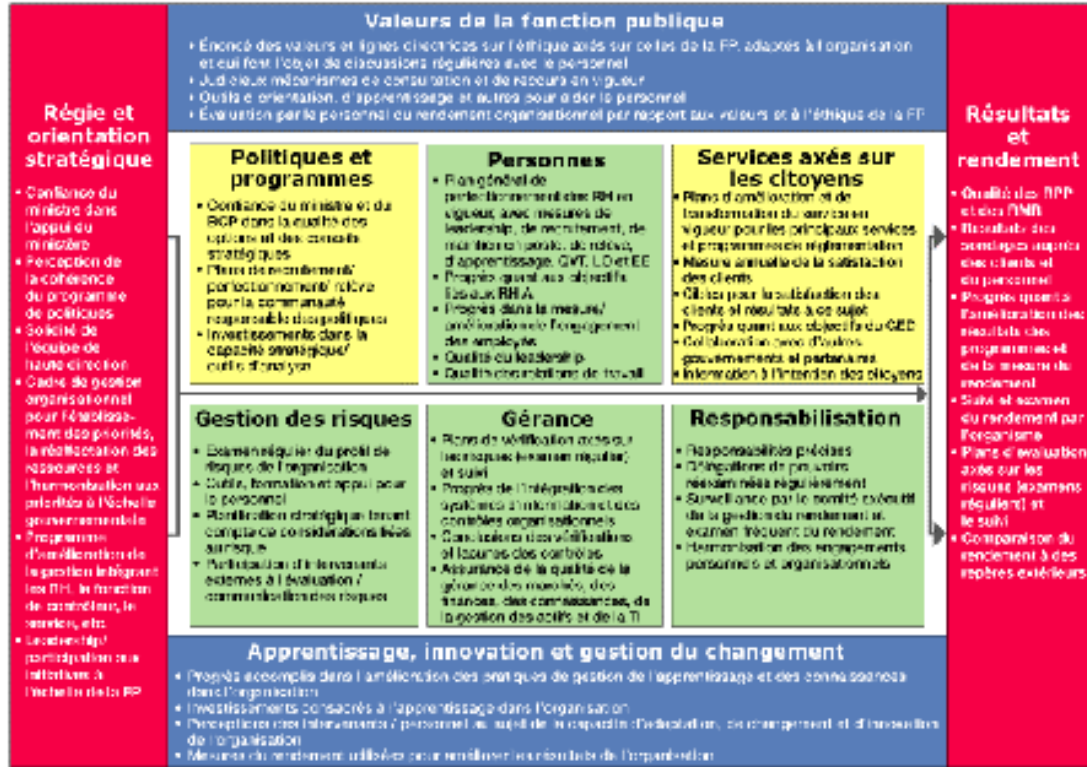 Valeurs de la fonction publique
• Énoncé des valeurs et lignes directrices sur l'éthique axés sur celles de la FP, adaptés à l'organisation
et qui font l'objet de discussions régulières avec le personnel
• Judicieux mécanismes de consultation et de recours en vigueur
• Outils d'orientation, d'apprentissage et autres pour aider le personnel
• Évaluation par le personnel du rendement organisationnel par rapport aux valeurs et à l'éthique de la FP
Régie et
orientation
stratégique
• Confiance du
ministre dans
l'appui du
ministère
• Perception de
la cohérence
du programme
de politiques
• Solidité de
l'équipe de
haute direction
• Cadre de gestion
organisationnel
pour l'établisse-
ment des priorités,
la réaffectation des
ressources et
l'harmonisation aux
priorités à l'échelle
gouvernementale
• Programme
d'amélioration de
la gestion intégrant
les RH, la fonction
de contrôleur, le
service, etc.
• Leadership/
participation aux
initiatives à
l'échelle de la FP
Politiques et
programmes
• Confiance du ministre et du
BCP dans la qualité des
options et des conseils
stratégiques
• Plans de recrutement/
perfectionnement/ relève
pour la communauté
responsable des politiques
• Investissements dans la
capacité stratégique/
outils d'analyse
Personnes
• Plan général de
perfectionnement des RH en
vigueur, avec mesures de
leadership, de recrutement, de
maintien en poste, de relève,
d'apprentissage, QVT, LO et EE
• Progrès quant aux objectifs
liés aux RH
• Progrès dans la mesure/
amélioration de l'engagement
des employés
• Qualité du leadership
• Qualité des relations de travail
Services axés sur
les citoyens
• Plans d'amélioration et de
transformation du service en
vigueur pour les principaux services
et programmes de réglementation
• Mesure annuelle de la satisfaction
des clients
• Cibles pour la satisfaction des
clients et résultats à ce sujet
• Progrès quant aux objectifs du GED
• Collaboration avec d'autres
gouvernements et partenaires
• Information à l'intention des citoyens
Gestion des risques
• Examen régulier du profil de
risques de l'organisation
• Outils, formation et appui pour
le personnel
• Planification stratégique tenant
compte de considérations liées
au risque
• Participation d'intervenants
externes à l'évaluation /
communication des risques
Gérance
• Plans de vérification axés sur
les risques (examen régulier)
et suivi
• Progrès de l'intégration des
systèmes d'information et des
contrôles organisationnels
• Conclusions des vérifications
et lacunes des contrôles
• Assurance de la qualité de la
gérance des marchés, des
finances, des connaissances, de
la gestion des actifs et de la TI
Responsabilisation
• Responsabilités précises
• Délégations de pouvoirs
réexaminées régulièrement
• Surveillance par le comité exécutif
de la gestion du rendement et
examen fréquent du rendement
• Harmonisation des engagements
personnels et organisationnels
Résultats
et
rendement
• Qualité des RPP
et des RMR
• Résultats des
sondages auprès
des clients et
du personnel
• Progrès quant à
l'amélioration des
résultats des
programmes et
de la mesure du
rendement
• Suivi et examen
du rendement par
l'organisme
• Plans d'évaluation
axés sur les
risques (examens
réguliers) et
le suivi
• Comparaison du
rendement à des
repères extérieurs
Apprentissage, innovation et gestion du changement
• Progrès accomplis dans l'amélioration des pratiques de gestion de l'apprentissage et des connaissances
dans l'organisation
• Investissements consacrés à l'apprentissage dans l'organisation
• Perceptions des intervenants / personnel au sujet de la capacité d'adaptation, de changement et d'innovation
de l'organisation
• Mesures du rendement utilisées pour améliorer les résultats de l'organisation